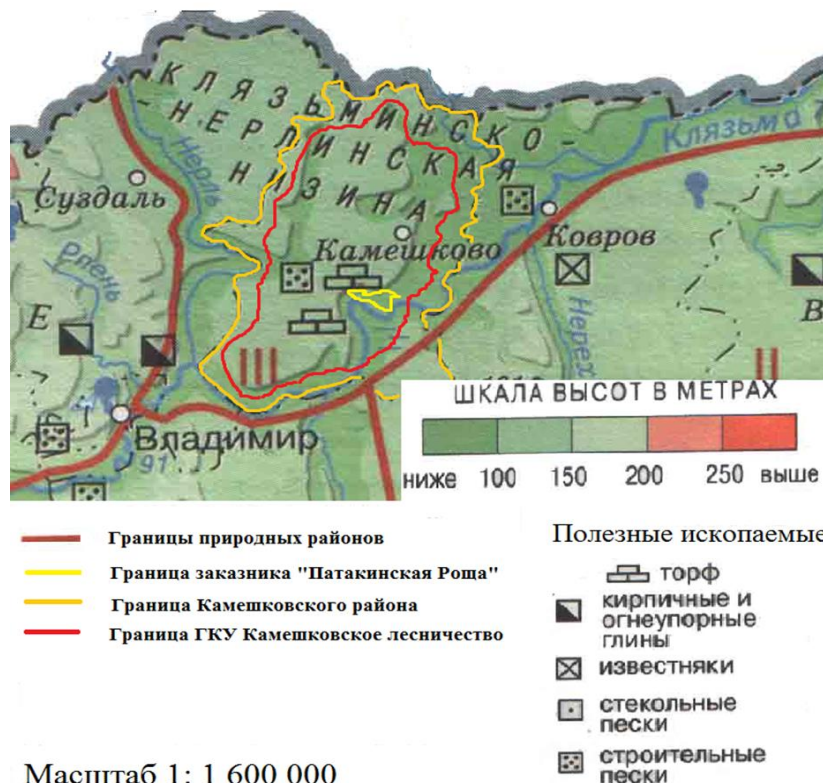 КЛЯЗЬМИНСКО-
НЕРЛИНСКАЯ
НИЗИНА
Нерль
Клязьма
Суздаль
Рпень
Камешково
Ковров
Нерех
Е
В
III
II
Владимир
91
ШКАЛА ВЫСОТ В МЕТРАХ
ниже 100 150 200 250 выше
Границы природных районов
Граница заказника "Патакинская Роща"
Граница Камешковского района
Граница ГКУ Камешковское лесничество
Масштаб 1: 1 600 000
Полезные ископаемые
торф
кирпичные и
огнеупорные
глины
известняки
стекольные
пески
строительные
пески